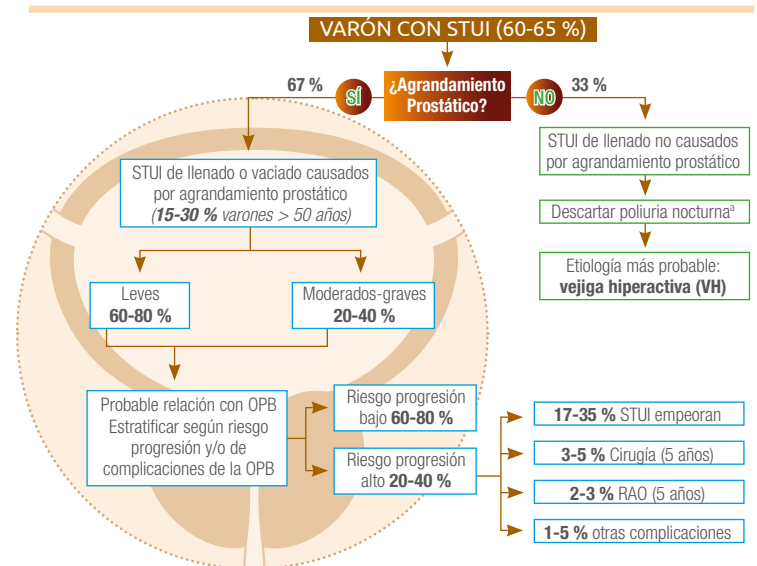 VARÓN CON STUI (60-65 %)
67 %
SÍ
¿Agrandamiento
Prostático?
NO
33 %
STUI de llenado o vaciado causados
por agrandamiento prostático
(15-30 % varones > 50 años)
STUI de llenado no causados
por agrandamiento prostático
Descartar poliuria nocturnaª
Etiología más probable:
vejiga hiperactiva (VH)
Leves
60-80 %
Moderados-graves
20-40 %
Probable relación con OPB
Estratificar según riesgo
progresión y/o de
complicaciones de la OPB
Riesgo progresión
bajo 60-80 %
Riesgo progresión
alto 20-40 %
17-35 % STUI empeoran
3-5 % Cirugía (5 años)
2-3 % RAO (5 años)
1-5 % otras complicaciones